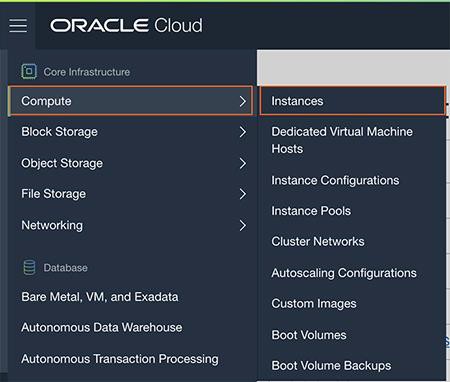 ORACLE Cloud
Core Infrastructure
Compute
Block Storage
Object Storage
File Storage
Networking
Database
Bare Metal, VM, and Exadata
Autonomous Data Warehouse
Autonomous Transaction Processing
Instances
Dedicated Virtual Machine
Hosts
Instance Configurations
Instance Pools
Cluster Networks
Autoscaling Configurations
Custom Images
Boot Volumes
Boot Volume Backups